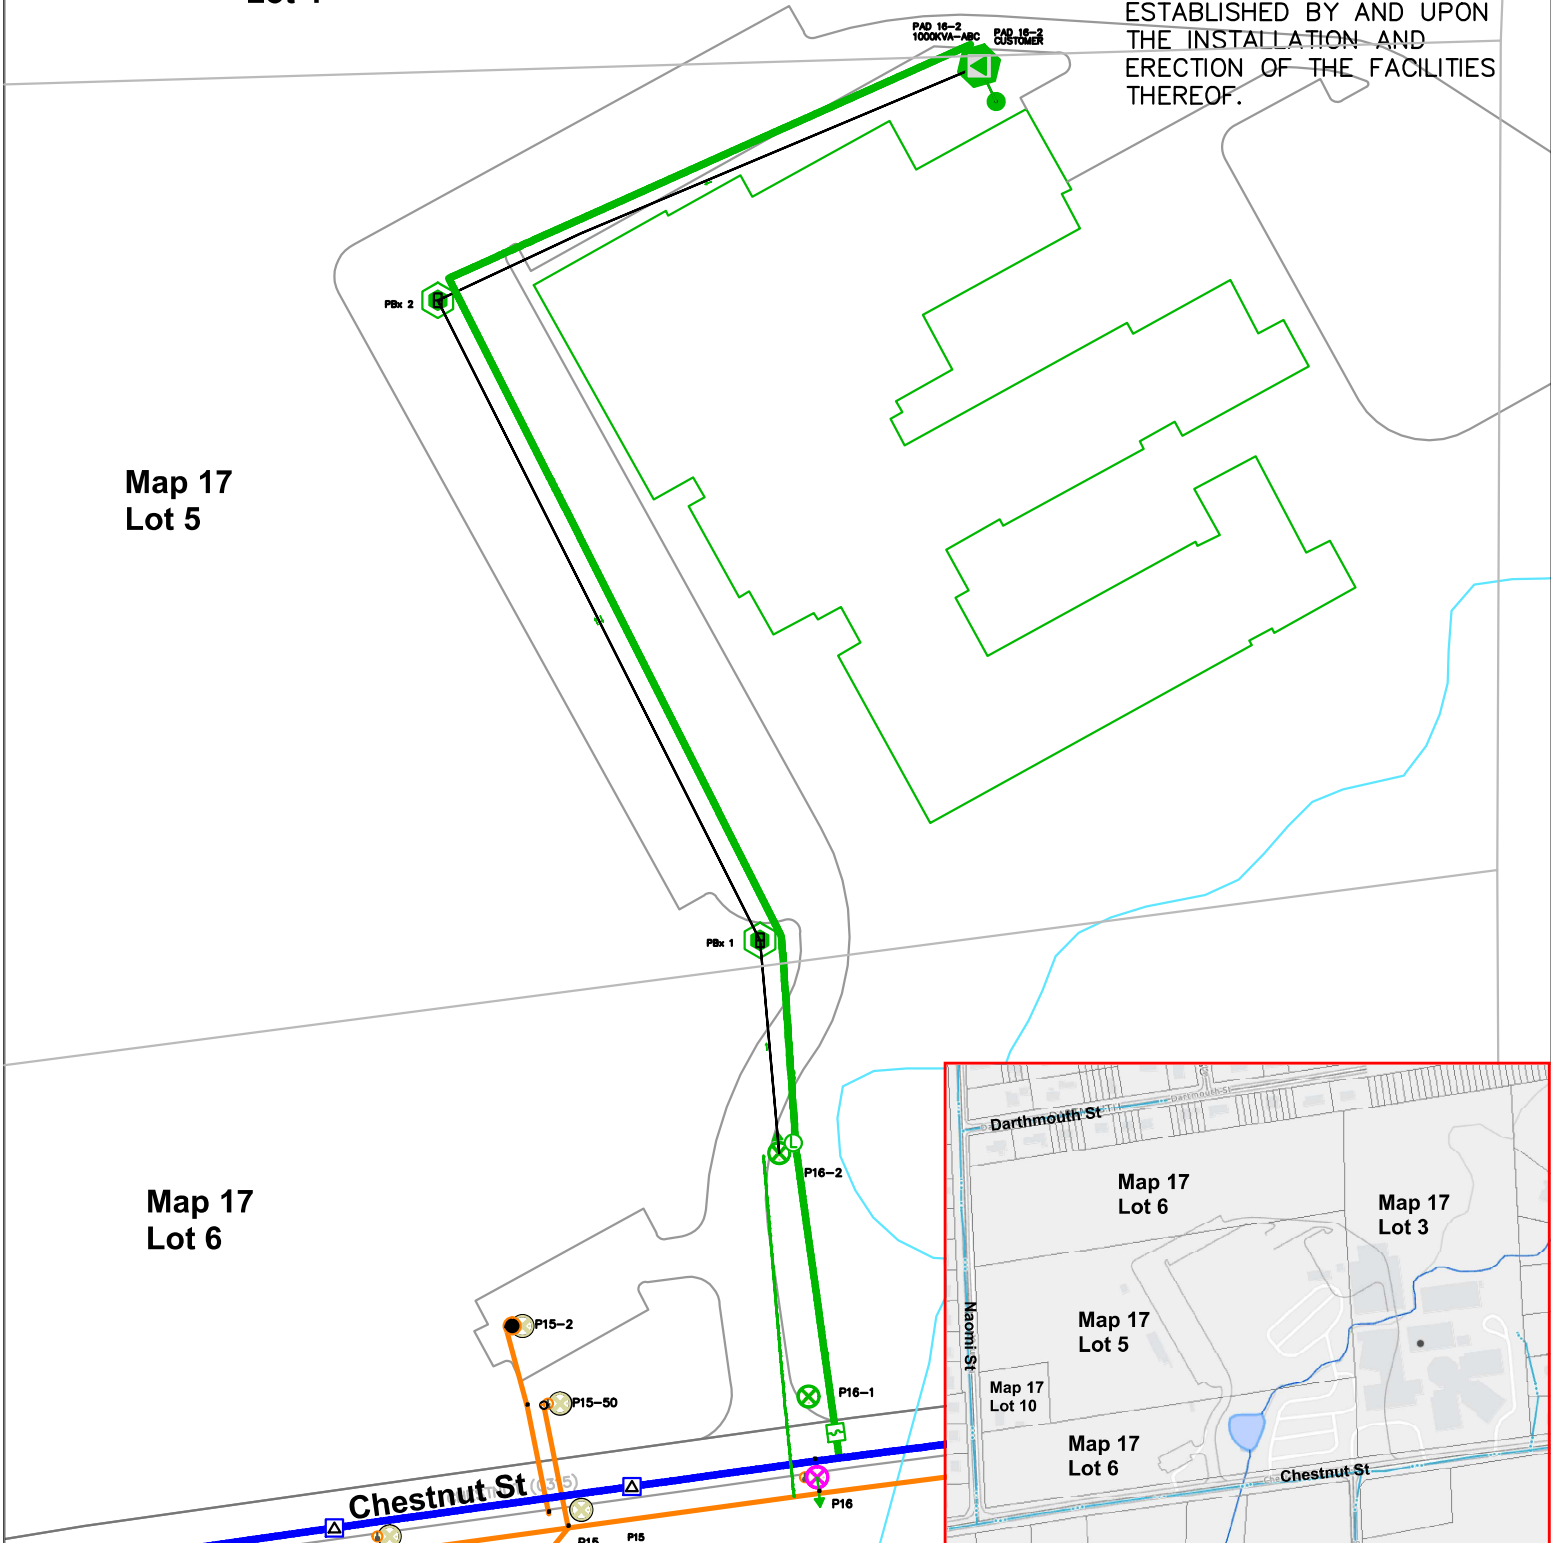 ESTABLISHED BY AND UPON
THE INSTALLATION AND
ERECTION OF THE FACILITIES
THEREOF.
PAD 16-2
1000KVA-ABC
PAD 16-2
CUSTOMER
PBx 2
Map 17
Lot 5
PBx 1
L
P16-2
Map 17
Lot 6
P15-2
P15-50
P16-1
Chestnut St
P16
P15
P15
Darthmouth St
Dartmouth St
Map 17
Lot 6
Map 17
Lot 3
Naomi St
Map 17
Lot 5
Map 17
Lot 10
Map 17
Lot 6
Chestnut St